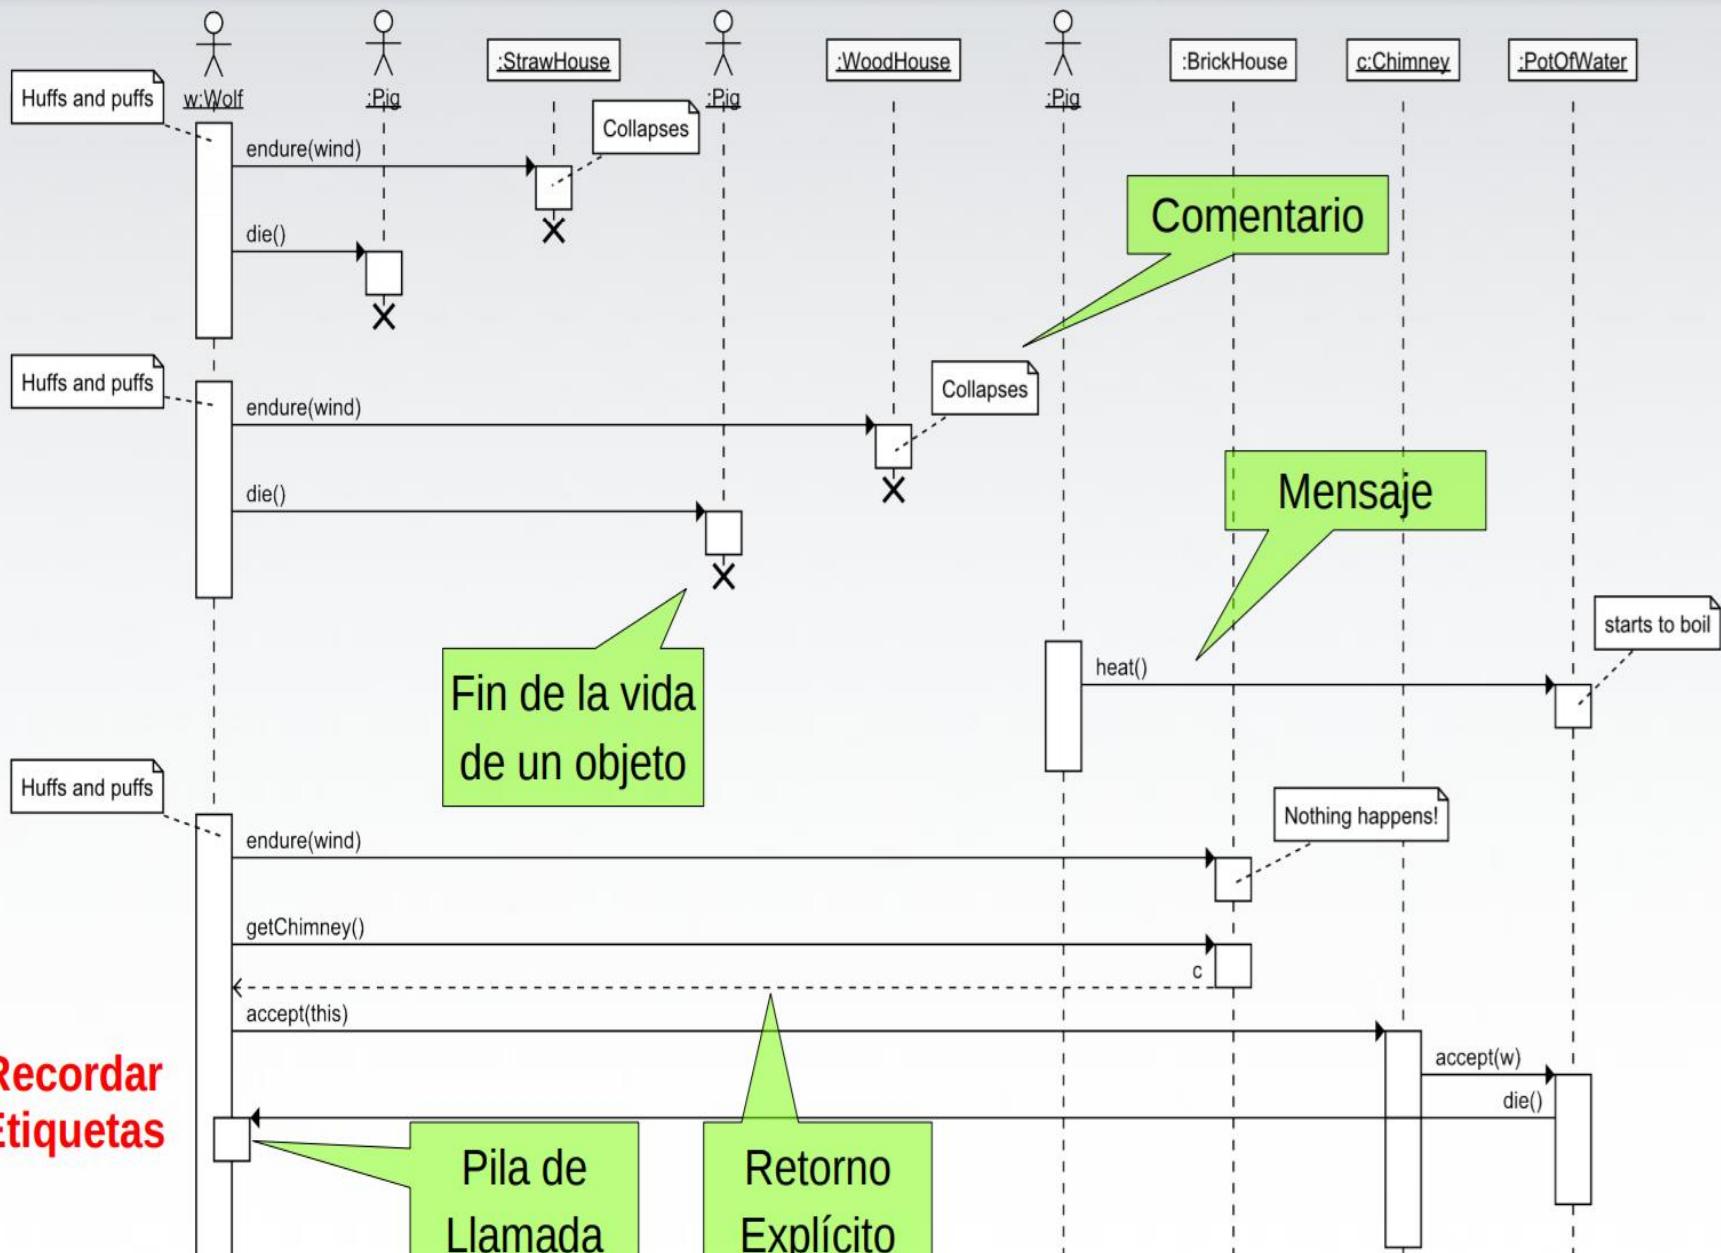 :StrawHouse
:WoodHouse
:BrickHouse
c:Chimney
:PotOfWater
Huffs and puffs
w:Wolf
:Pig
:Pig
:Pig
Collapses
endure(wind)
die()
Comentario
Huffs and puffs
Collapses
endure(wind)
die()
Mensaje
starts to boil
heat()
Fin de la vida
de un objeto
Huffs and puffs
Nothing happens!
endure(wind)
getChimney()
c
accept(this)
accept(w)
die()
Recordar
Etiquetas
Pila de
Llamada
Retorno
Explícito